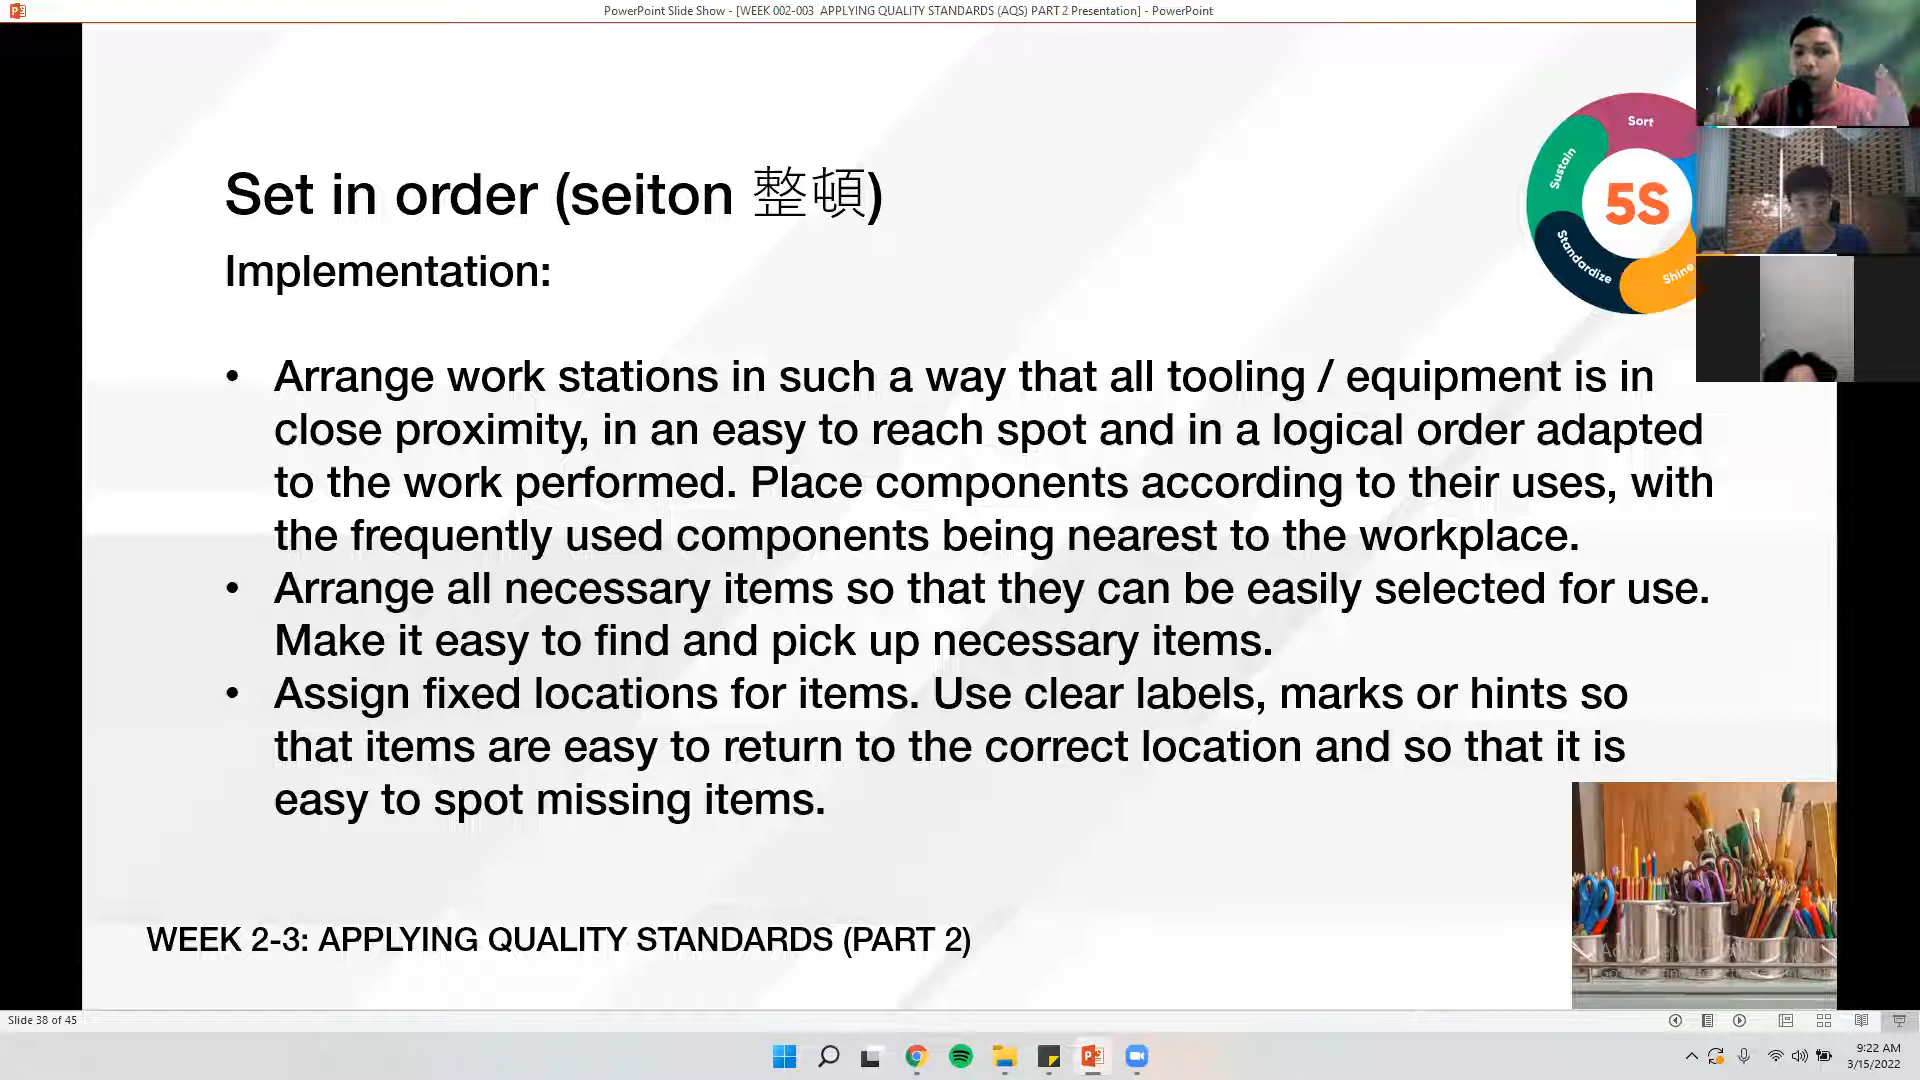 PowerPoint Slide Show - [WEEK 002-003  APPLYING QUALITY STANDARDS (AQS) PART 2 Presentation] - PowerPoint
Set in order (seiton 整頓)
Implementation:
Sort
Sustain
5S
Standardize
Shine
• Arrange work stations in such a way that all tooling / equipment is in
close proximity, in an easy to reach spot and in a logical order adapted
to the work performed. Place components according to their uses, with
the frequently used components being nearest to the workplace.
• Arrange all necessary items so that they can be easily selected for use.
Make it easy to find and pick up necessary items.
• Assign fixed locations for items. Use clear labels, marks or hints so
that items are easy to return to the correct location and so that it is
easy to spot missing items.
WEEK 2-3: APPLYING QUALITY STANDARDS (PART 2)
Slide 38 of 45
9:22 AM
3/15/2022